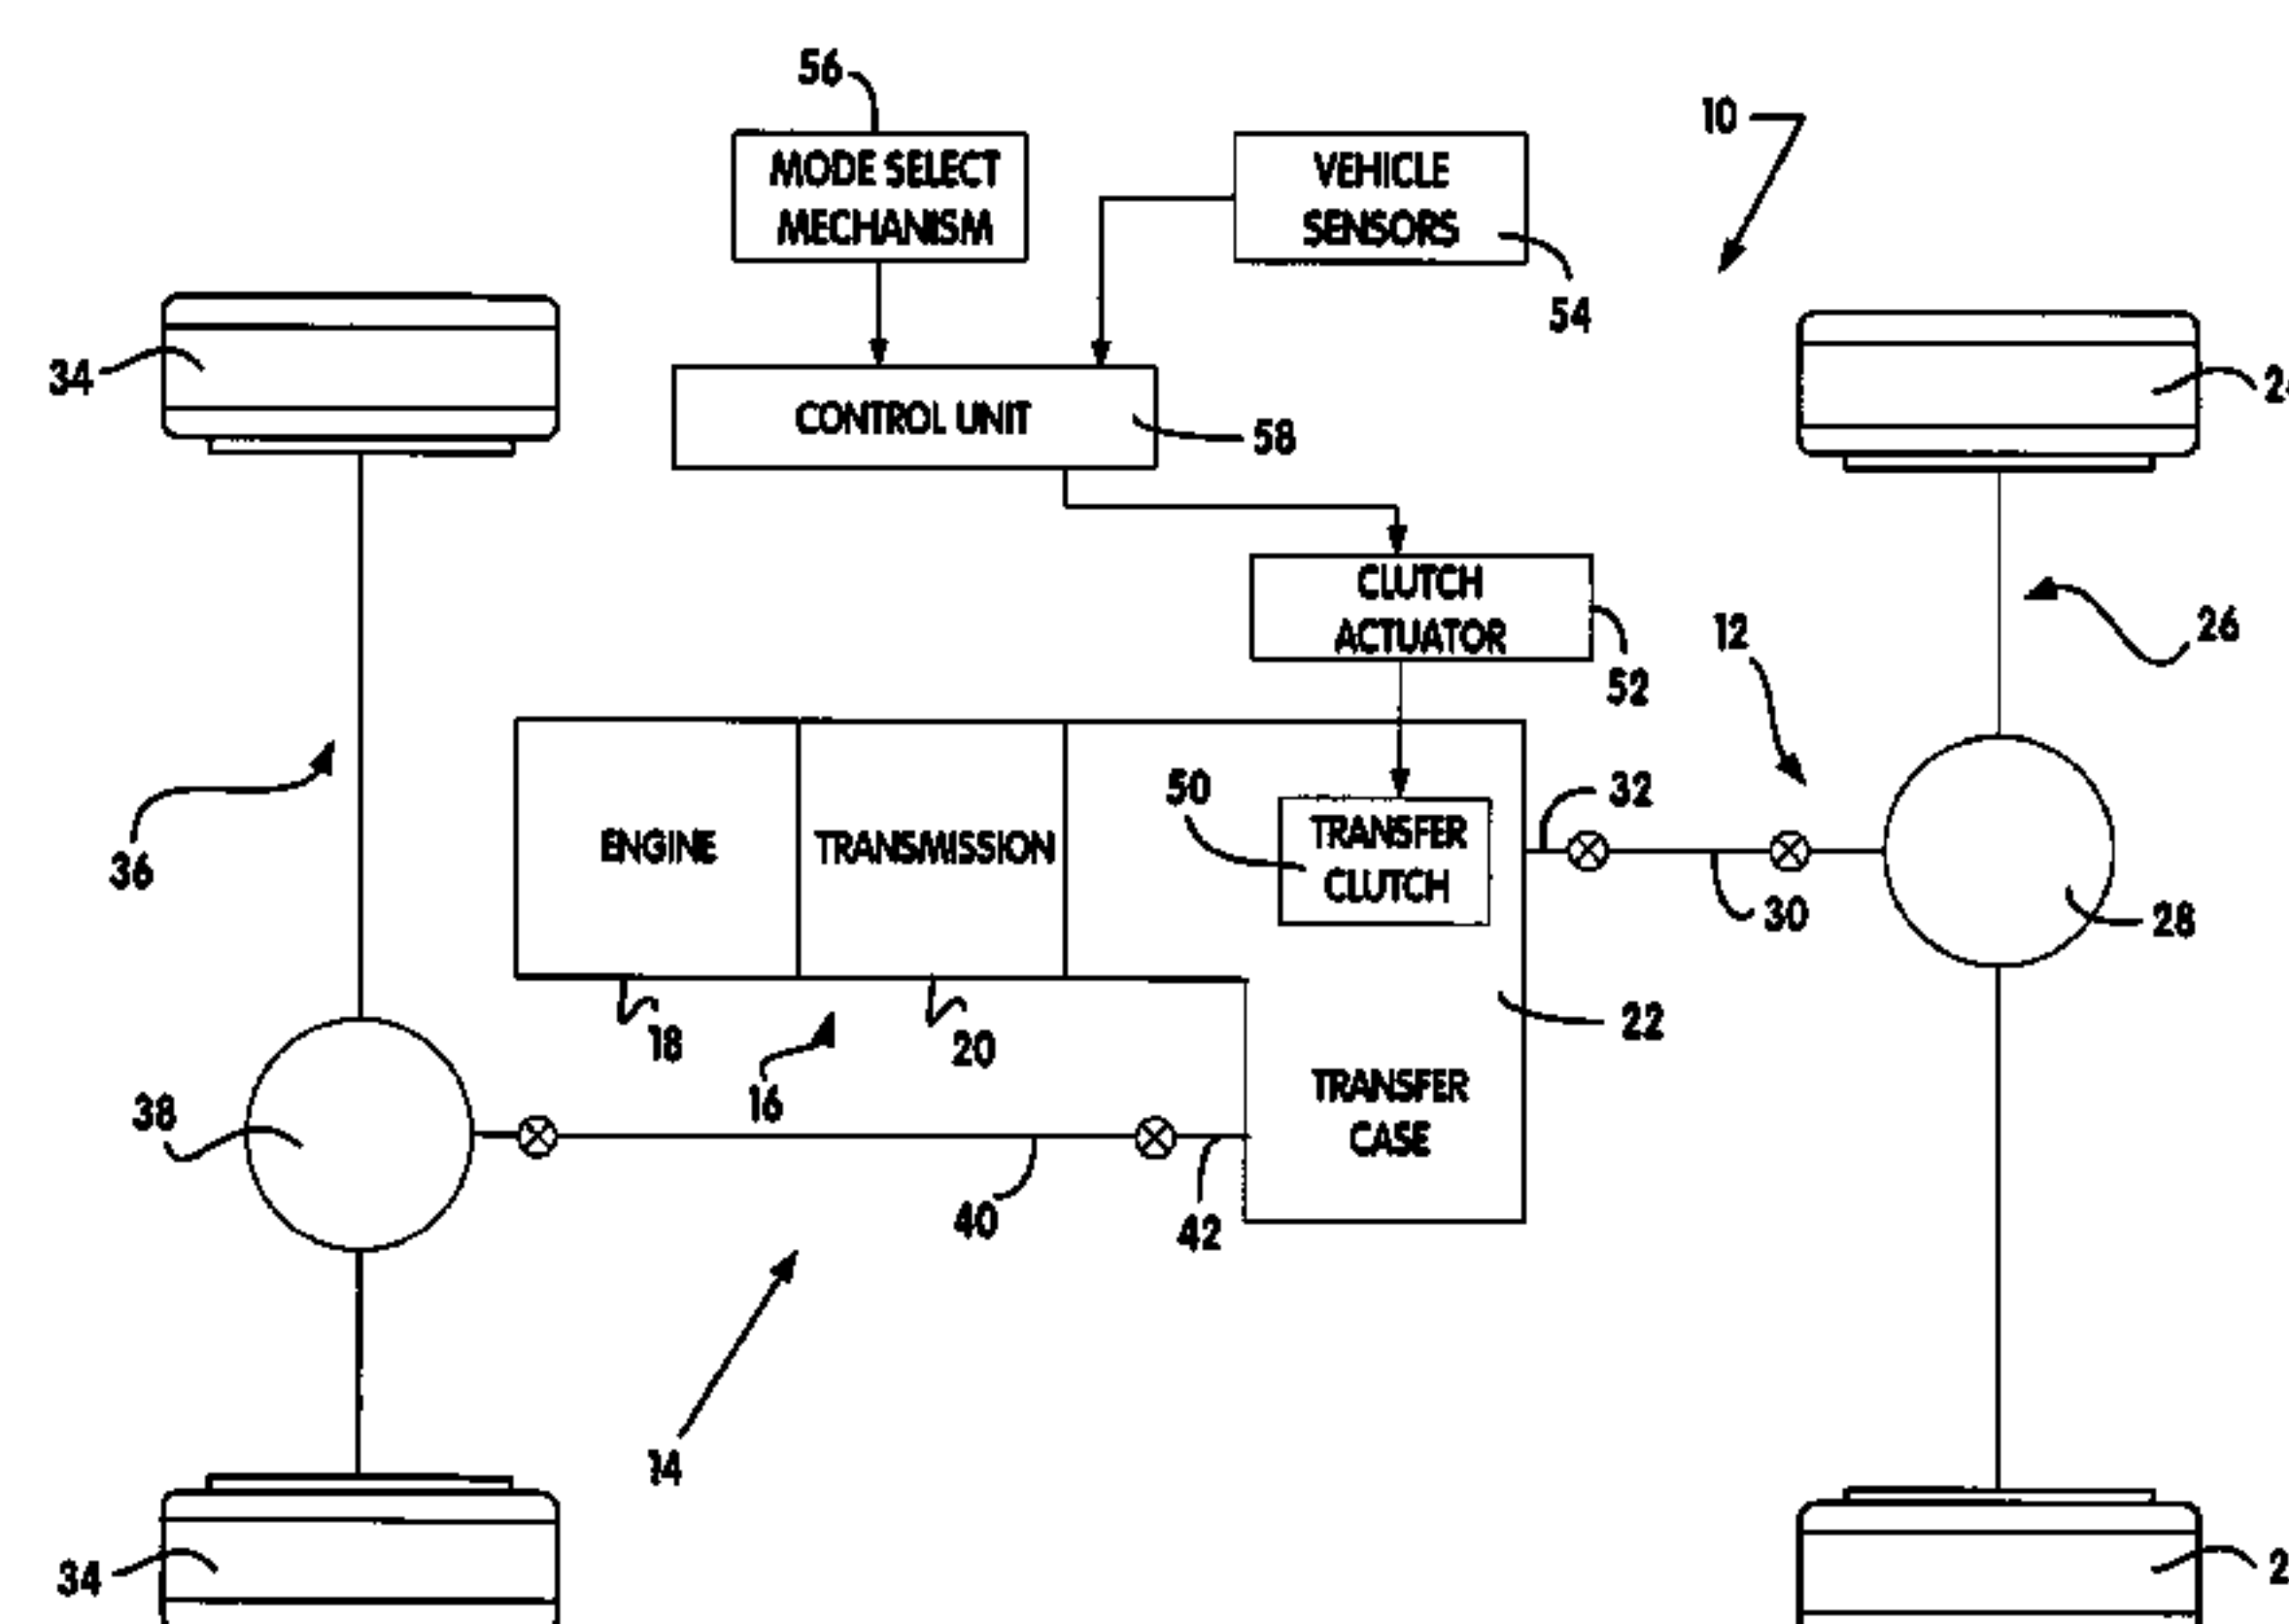 56
10
MODE SELECT
MECHANISM
VEHICLE
SENSORS
54
34
CONTROL UNIT
58
CLUTCH
ACTUATOR
52
12
26
36
ENGINE
TRANSMISSION
50
TRANSFER
CLUTCH
32
30
28
18
20
16
22
TRANSFER
CASE
38
40
42
14
34